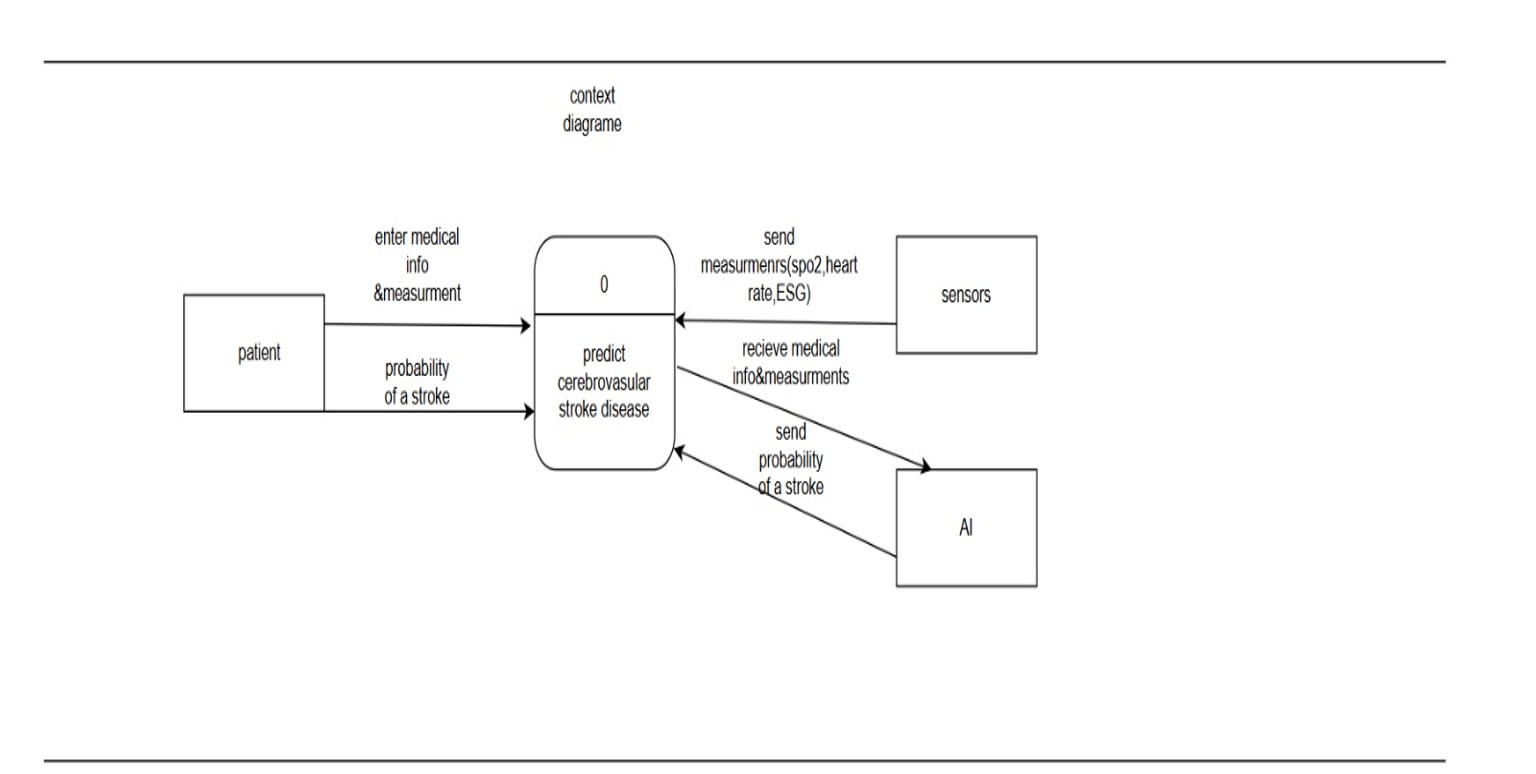 context
diagrame
enter medical
info
&measurment
send
measurmenrs(spo2,heart
rate,ESG)
0
sensors
patient
probability
of a stroke
predict
cerebrovasular
stroke disease
recieve medical
info&measurments
send
probability
of a stroke
AI